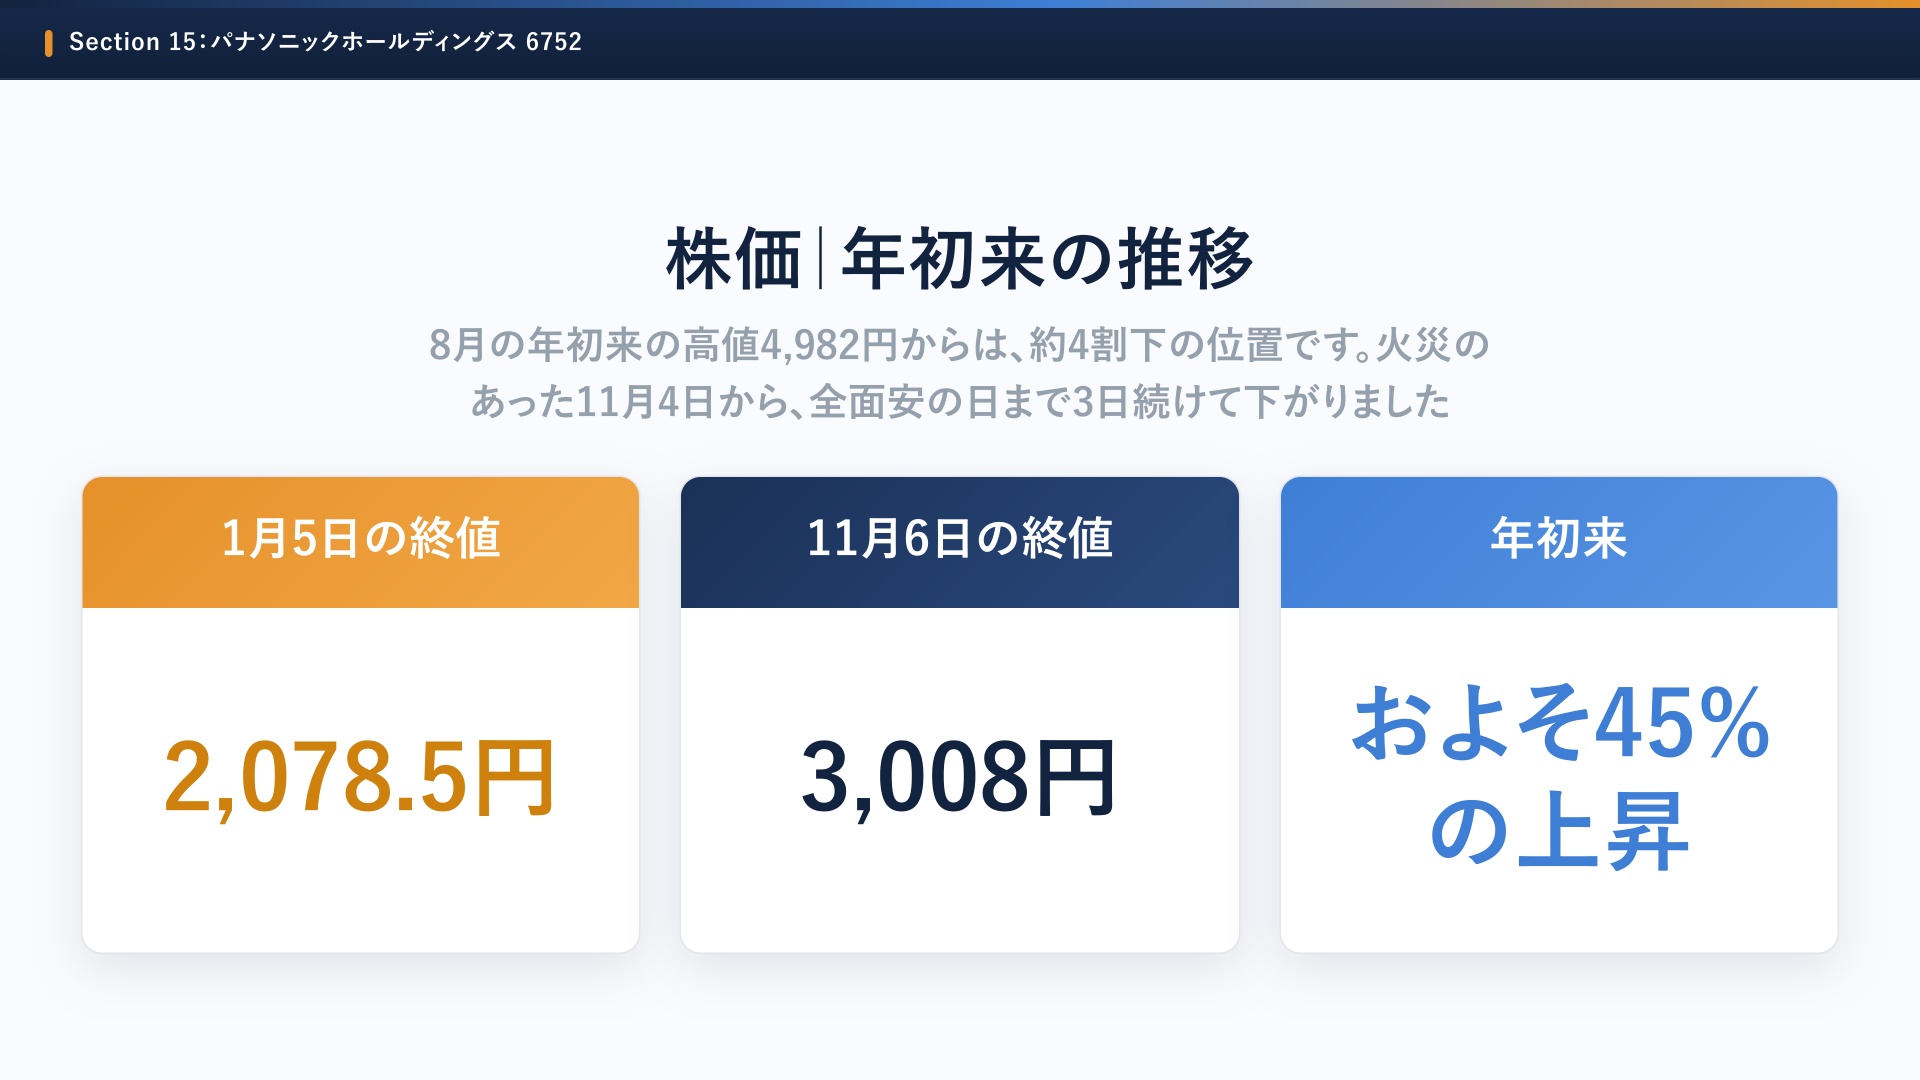 Section 15：パナソニックホールディングス 6752
株価｜年初来の推移
8月の年初来の高値4,982円からは、約4割下の位置です。火災の
あった11月4日から、全面安の日まで3日続けて下がりました
1月5日の終値
2,078.5円
11月6日の終値
3,008円
年初来
およそ45%
の上昇